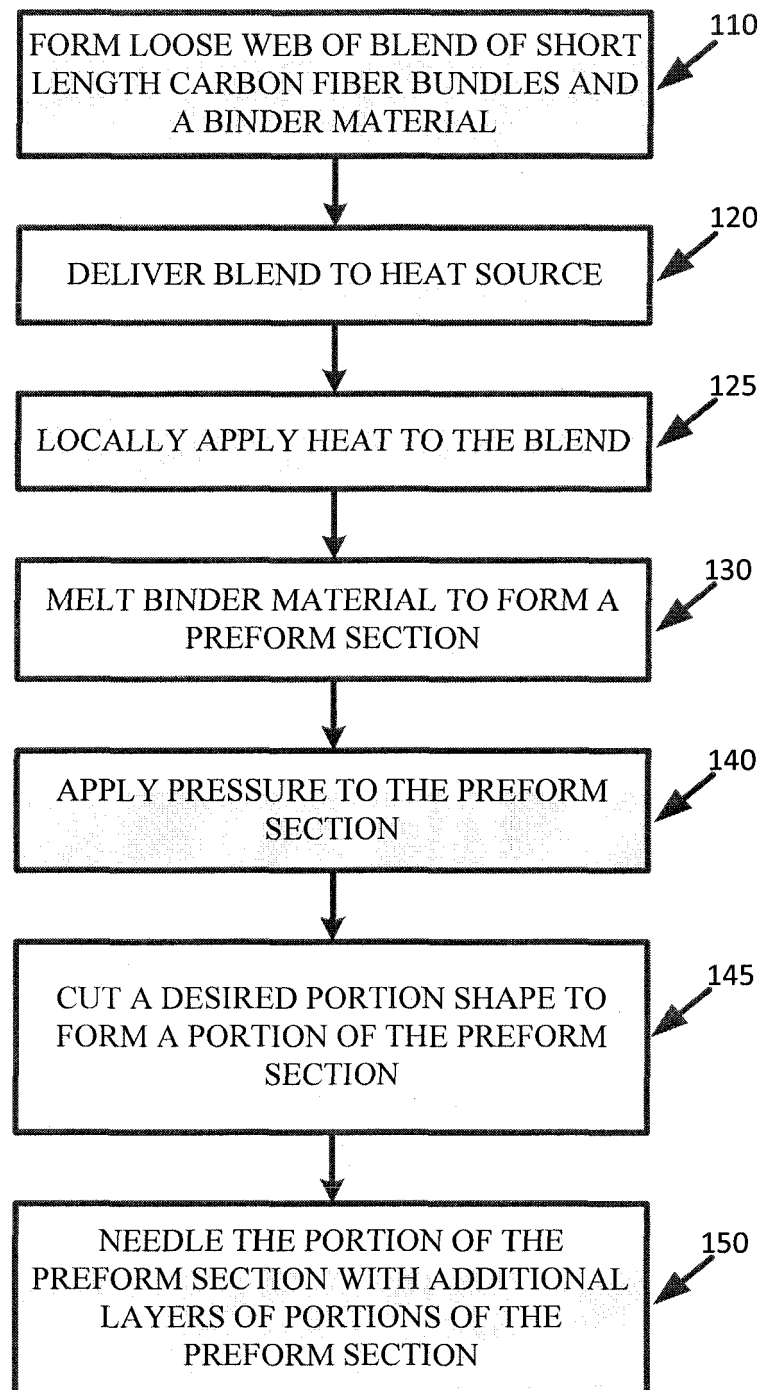 FORM LOOSE WEB OF BLEND OF SHORT
LENGTH CARBON FIBER BUNDLES AND
A BINDER MATERIAL
110
DELIVER BLEND TO HEAT SOURCE
120
LOCALLY APPLY HEAT TO THE BLEND
125
MELT BINDER MATERIAL TO FORM A
PREFORM SECTION
130
APPLY PRESSURE TO THE PREFORM
SECTION
140
CUT A DESIRED PORTION SHAPE TO
FORM A PORTION OF THE PREFORM
SECTION
145
NEEDLE THE PORTION OF THE
PREFORM SECTION WITH ADDITIONAL
LAYERS OF PORTIONS OF THE
PREFORM SECTION
150